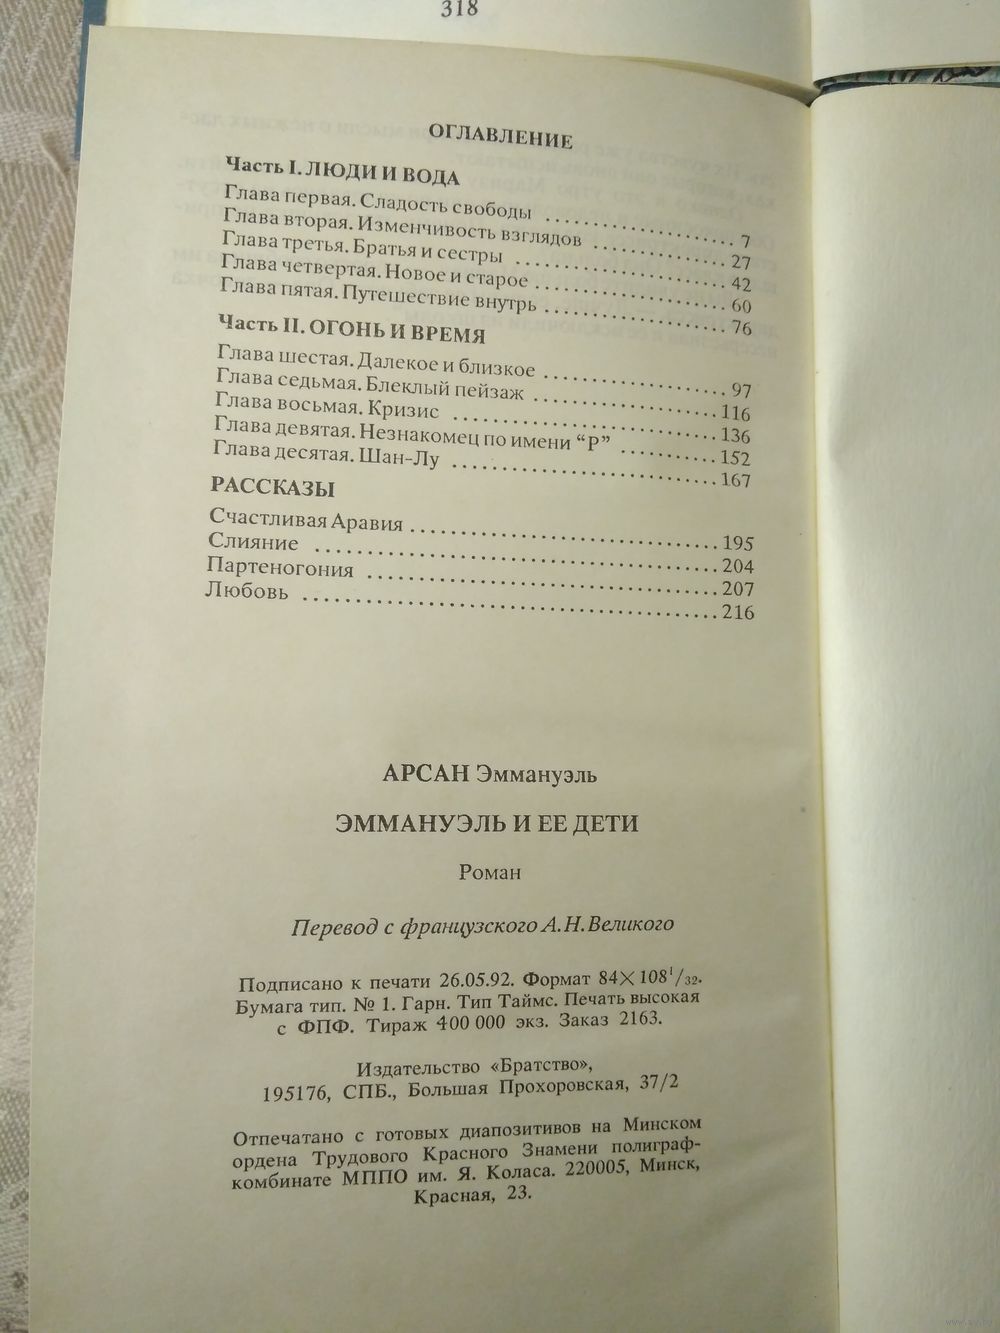 318
ОГЛАВЛЕНИЕ
Часть I. ЛЮДИ И ВОДА
Глава первая. Сладость свободы ........ 7
Глава вторая. Изменчивость взглядов ........ 27
Глава третья. Братья и сестры ........ 42
Глава четвертая. Новое и старое ........ 60
Глава пятая. Путешествие внутрь ........ 76
Часть II. ОГОНЬ И ВРЕМЯ
Глава шестая. Далекое и близкое ........ 97
Глава седьмая. Блеклый пейзаж ........ 116
Глава восьмая. Кризис ........ 136
Глава девятая. Незнакомец по имени “Р” ........ 152
Глава десятая. Шан-Лу ........ 167
РАССКАЗЫ
Счастливая Аравия ........ 195
Слияние ........ 204
Партеногония ........ 207
Любовь ........ 216
АРСАН Эммануэль
ЭММАНУЭЛЬ И ЕЕ ДЕТИ
Роман
Перевод с французского А.Н.Великого
Подписано к печати 26.05.92. Формат 84×108¹/₃₂.
Бумага тип. № 1. Гарн. Тип Таймс. Печать высокая
с ФПФ. Тираж 400 000 экз. Заказ 2163.
Издательство «Братство»,
195176, СПБ., Большая Прохоровская, 37/2
Отпечатано с готовых диапозитивов на Минском
ордена Трудового Красного Знамени полиграф-
комбинате МППО им. Я. Коласа. 220005, Минск,
Красная, 23.